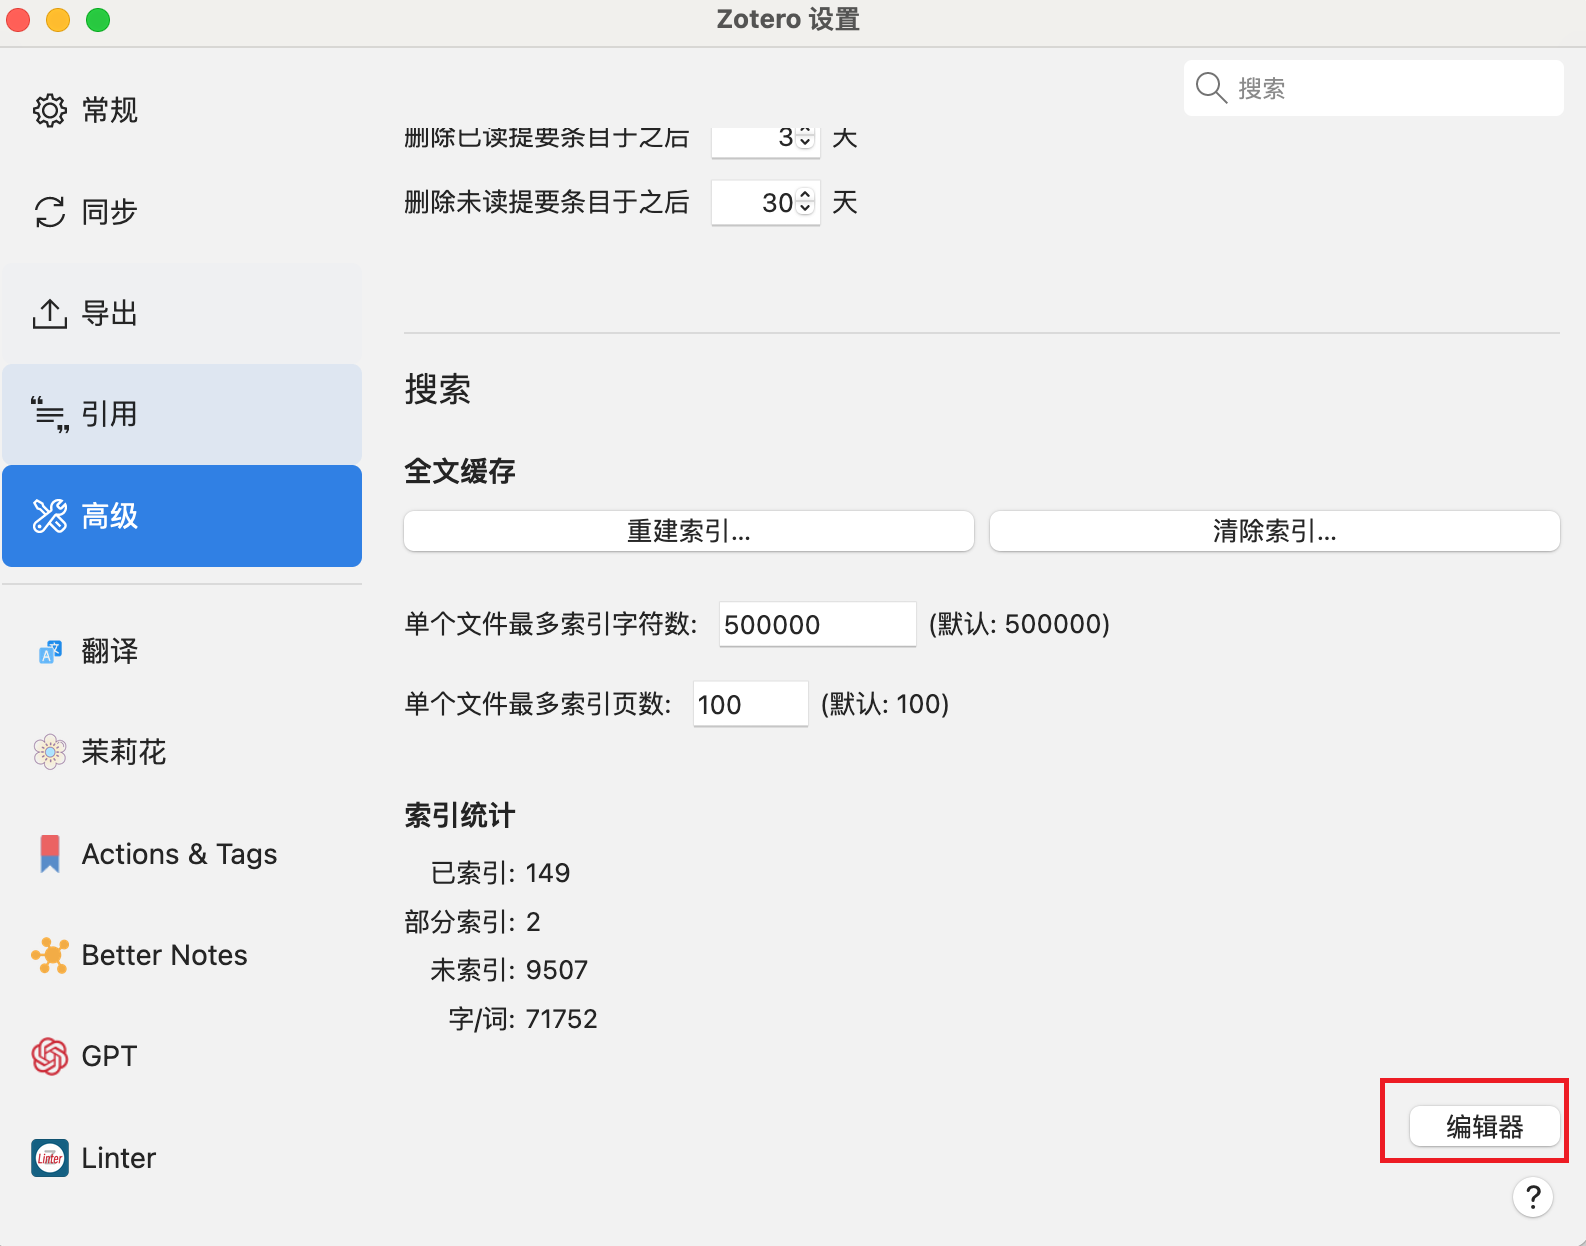 Zotero 设置
搜索
常规
同步
导出
引用
高级
翻译
茉莉花
Actions & Tags
Better Notes
GPT
Linter
Linter
删除已读提要条目于之后 3 天
删除未读提要条目于之后 30 天
搜索
全文缓存
重建索引... 清除索引...
单个文件最多索引字符数: 500000 (默认: 500000)
单个文件最多索引页数: 100 (默认: 100)
索引统计
已索引: 149
部分索引: 2
未索引: 9507
字/词: 71752
编辑器
?